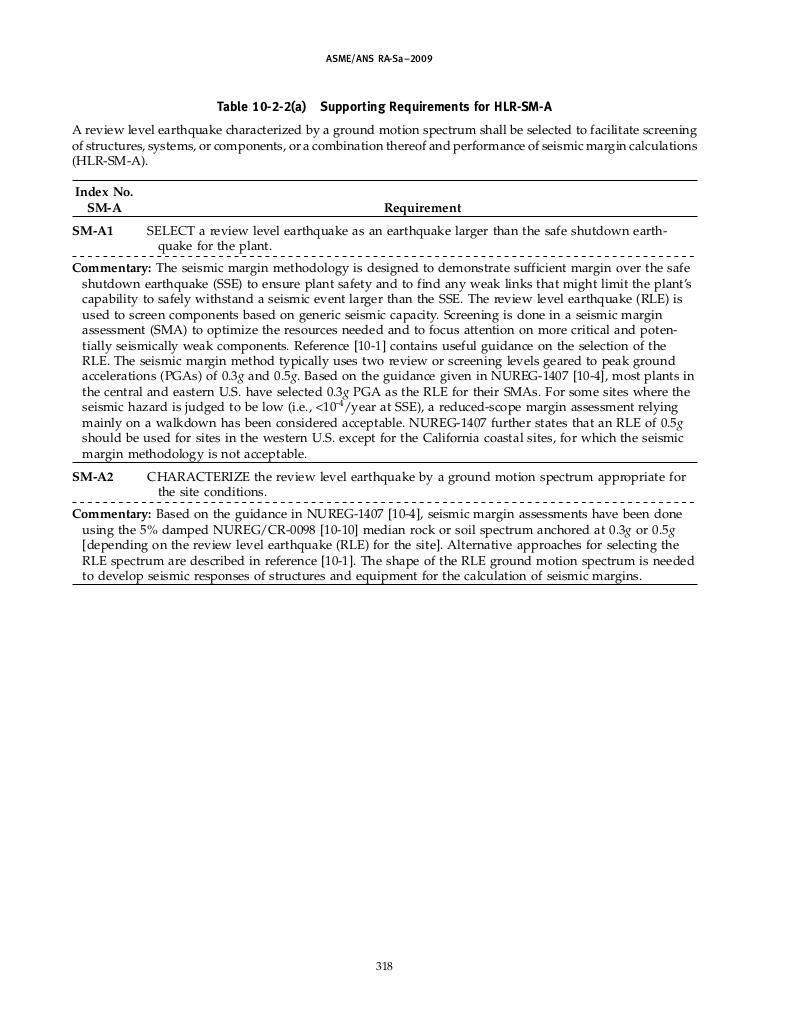 ASME/ANS RA-Sa–2009
Table 10-2-2(a) Supporting Requirements for HLR-SM-A
A review level earthquake characterized by a ground motion spectrum shall be selected to facilitate screening
of structures, systems, or components, or a combination thereof and performance of seismic margin calculations
(HLR-SM-A).
Index No.
SM-A Requirement
SM-A1 SELECT a review level earthquake as an earthquake larger than the safe shutdown earth-
quake for the plant.
Commentary: The seismic margin methodology is designed to demonstrate sufficient margin over the safe
shutdown earthquake (SSE) to ensure plant safety and to find any weak links that might limit the plant's
capability to safely withstand a seismic event larger than the SSE. The review level earthquake (RLE) is
used to screen components based on generic seismic capacity. Screening is done in a seismic margin
assessment (SMA) to optimize the resources needed and to focus attention on more critical and poten-
tially seismically weak components. Reference [10-1] contains useful guidance on the selection of the
RLE. The seismic margin method typically uses two review or screening levels geared to peak ground
accelerations (PGAs) of 0.3g and 0.5g. Based on the guidance given in NUREG-1407 [10-4], most plants in
the central and eastern U.S. have selected 0.3g PGA as the RLE for their SMAs. For some sites where the
seismic hazard is judged to be low (i.e., <10⁻⁴/year at SSE), a reduced-scope margin assessment relying
mainly on a walkdown has been considered acceptable. NUREG-1407 further states that an RLE of 0.5g
should be used for sites in the western U.S. except for the California coastal sites, for which the seismic
margin methodology is not acceptable.
SM-A2 CHARACTERIZE the review level earthquake by a ground motion spectrum appropriate for
the site conditions.
Commentary: Based on the guidance in NUREG-1407 [10-4], seismic margin assessments have been done
using the 5% damped NUREG/CR-0098 [10-10] median rock or soil spectrum anchored at 0.3g or 0.5g
[depending on the review level earthquake (RLE) for the site]. Alternative approaches for selecting the
RLE spectrum are described in reference [10-1]. The shape of the RLE ground motion spectrum is needed
to develop seismic responses of structures and equipment for the calculation of seismic margins.
318